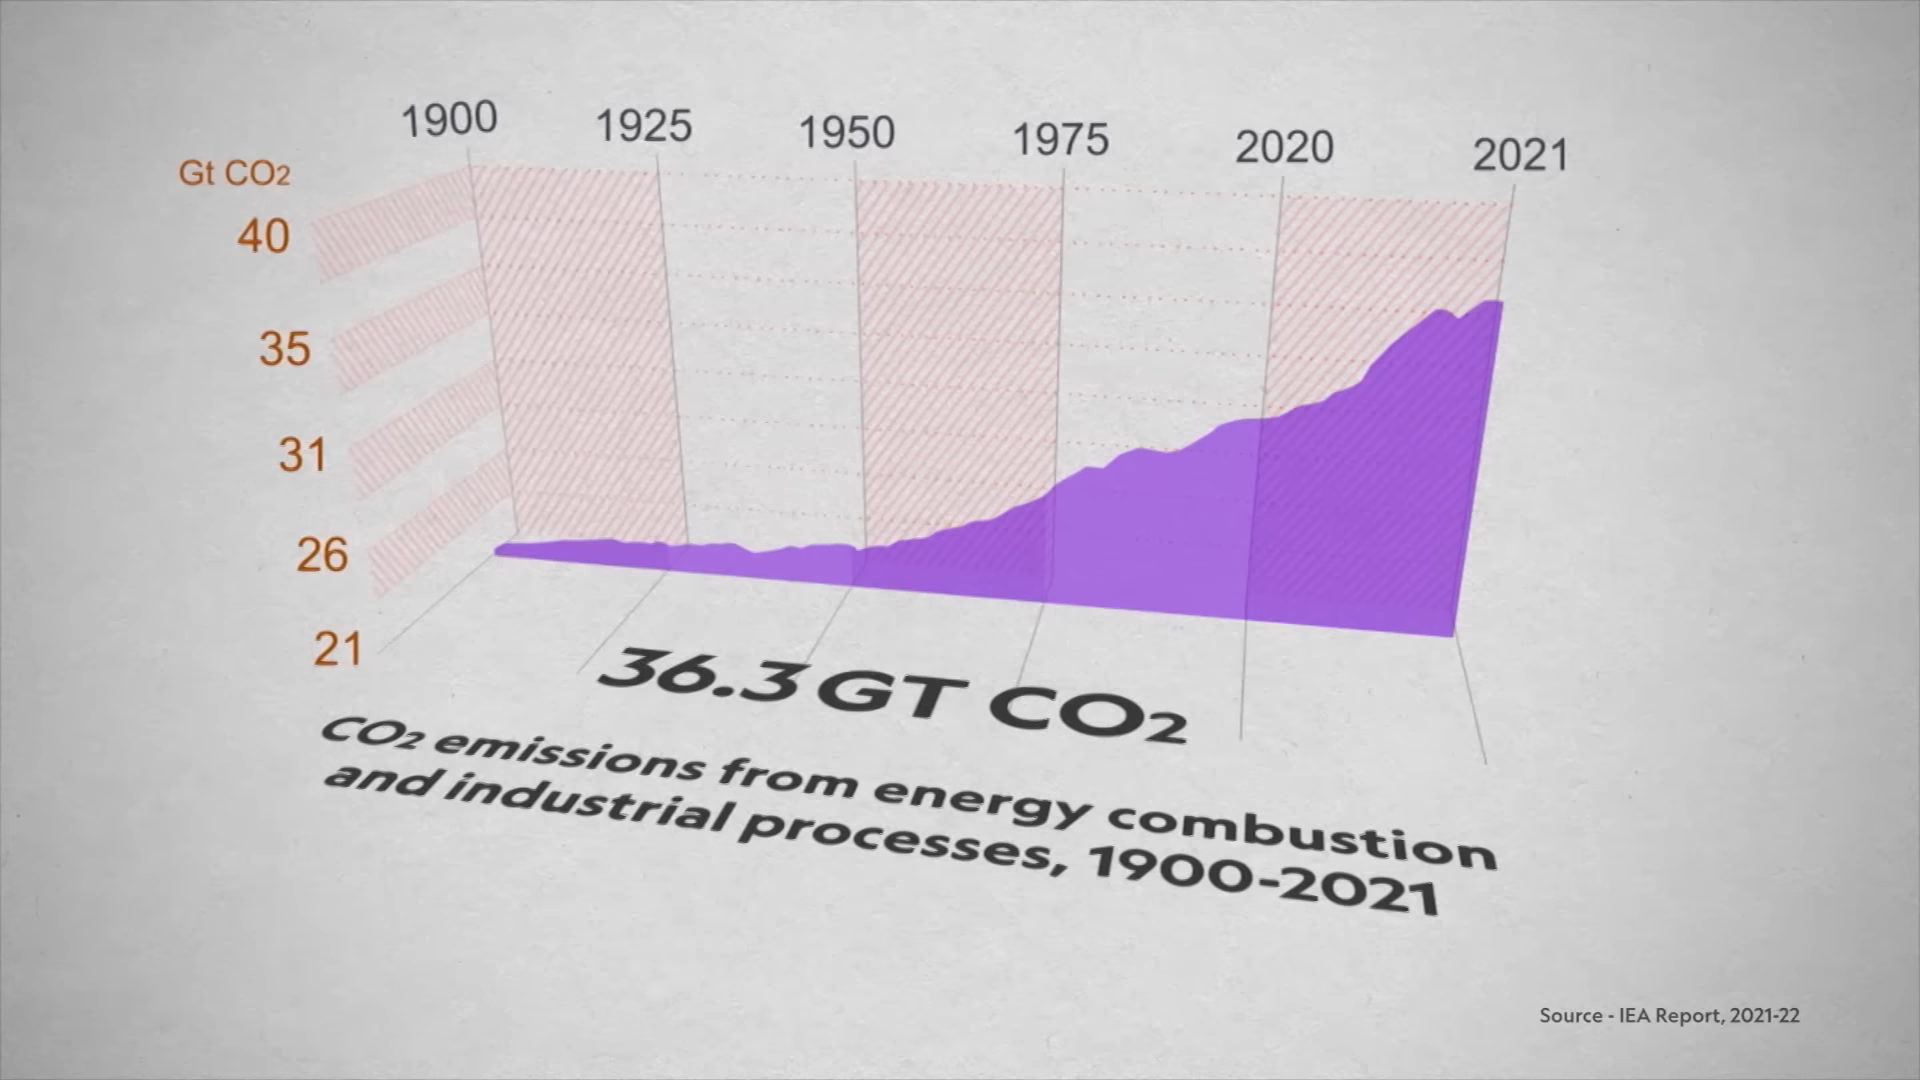 1900 1925 1950 1975 2020 2021
Gt CO2
40
35
31
26
21
36.3 GT CO2
CO2 emissions from energy combustion
and industrial processes, 1900-2021
Source - IEA Report, 2021-22